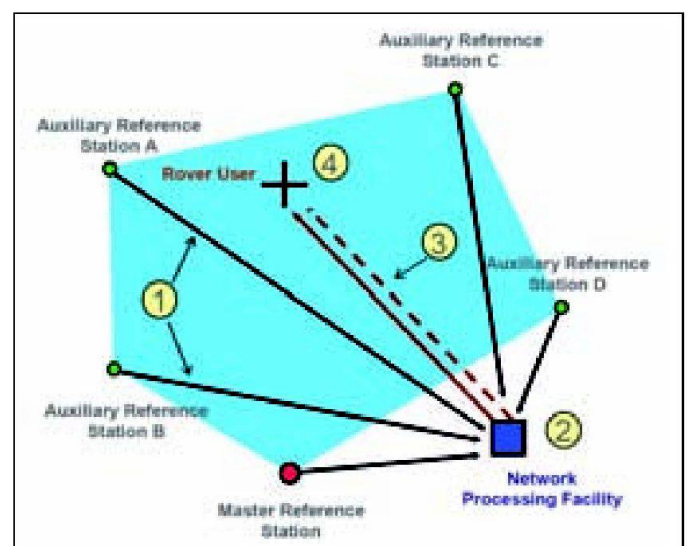 Auxiliary Reference
Station C
Auxiliary Reference
Station A
Rover User
4
3
Auxiliary Reference
Station D
1
Auxiliary Reference
Station B
2
Network
Processing Facility
Master Reference
Station